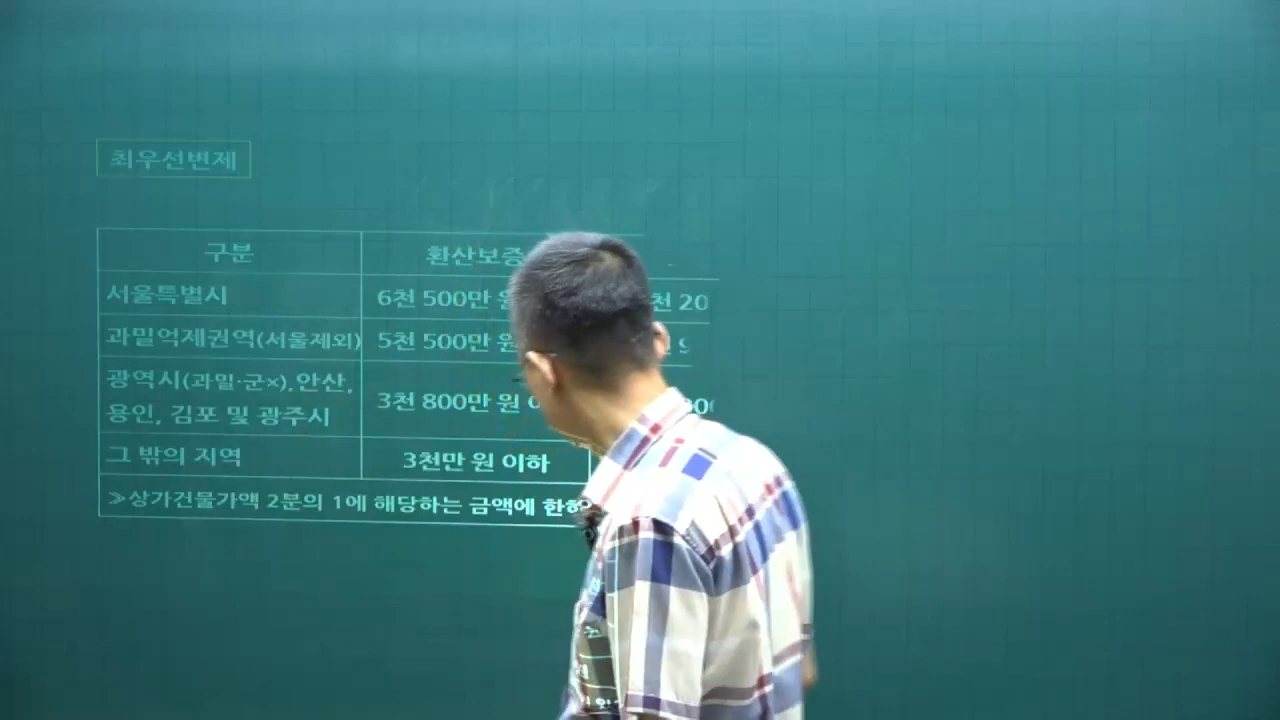 최우선변제
구분 환산보증
서울특별시 6천 500만 20
과밀억제권역(서울제외) 5천 500만 원
광역시(과밀·군×), 안산,
용인, 김포 및 광주시 3천 800만 원
그 밖의 지역 3천만 원 이하
≫상가건물가액 2분의 1에 해당하는 금액에 한하